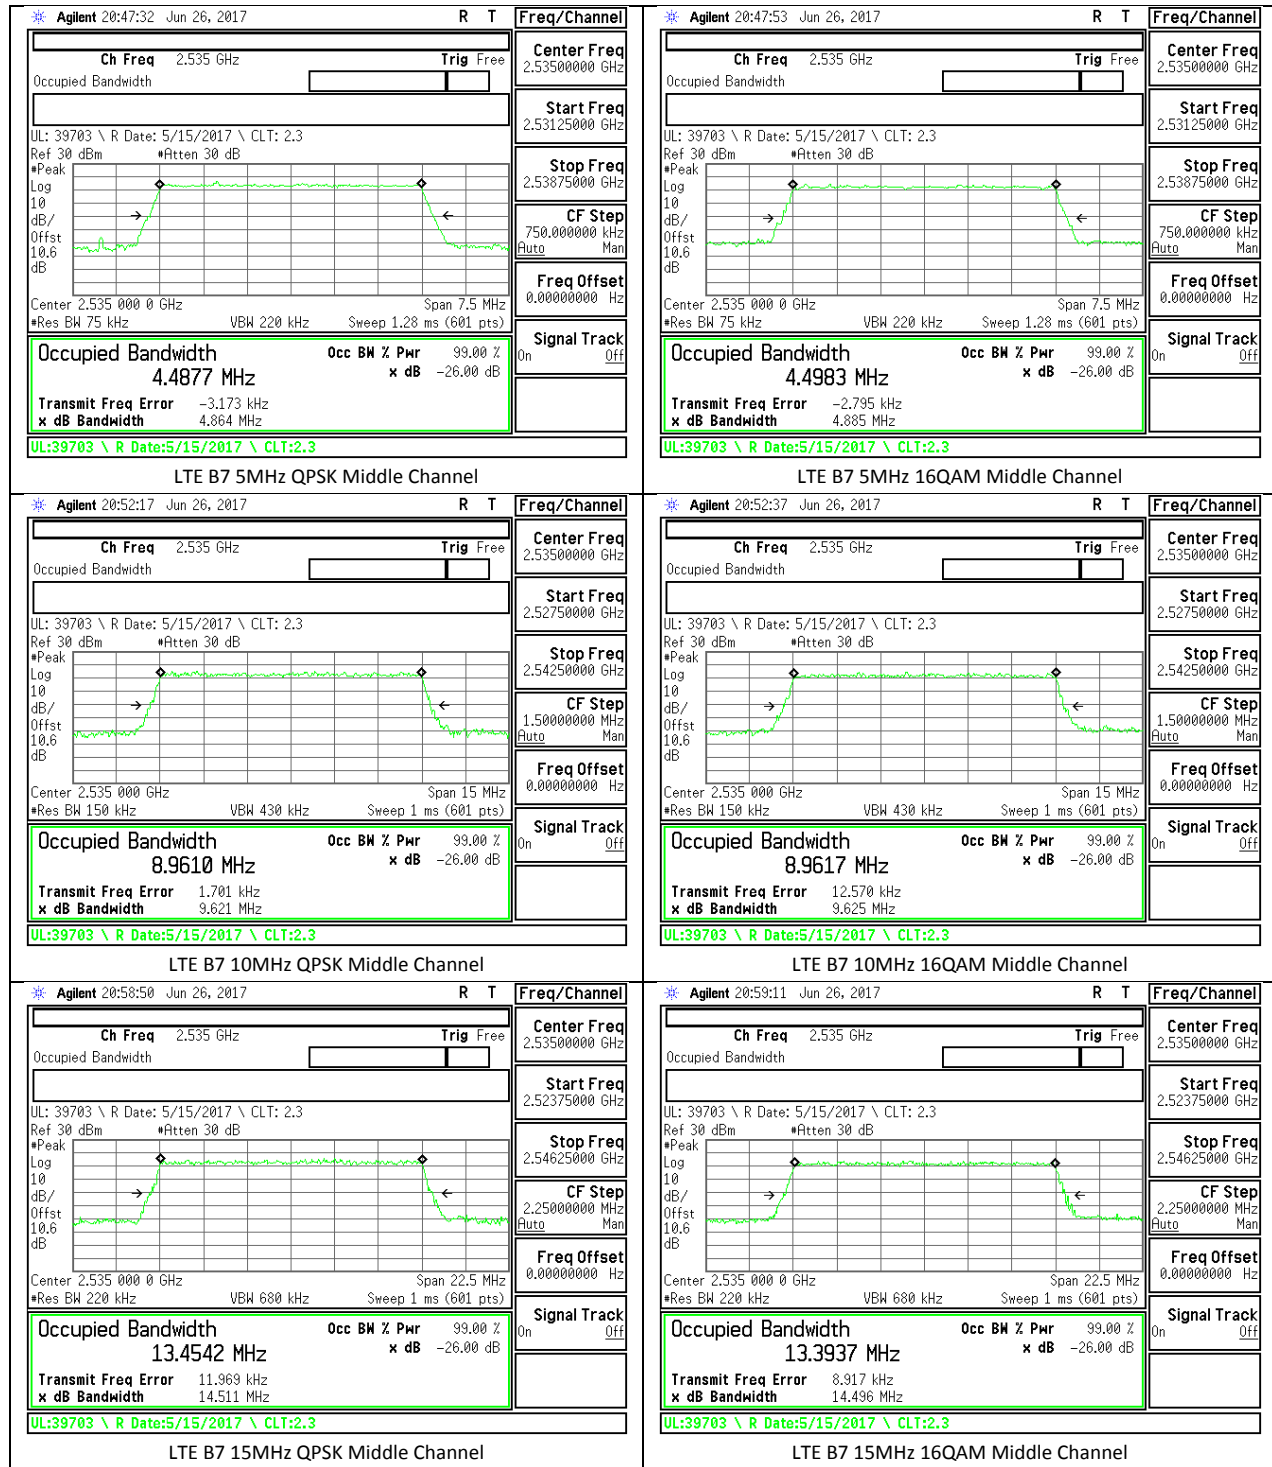 Agilent 20:47:32 Jun 26, 2017 R T Freq/Channel
Ch Freq 2.535 GHz Trig Free
Occupied Bandwidth
Center Freq
2.53500000 GHz
Start Freq
2.53125000 GHz
UL: 39703 \ R Date: 5/15/2017 \ CLT: 2.3
Ref 30 dBm #Atten 30 dB
#Peak
Log
10
dB/
Offst
10.6
dB
Stop Freq
2.53875000 GHz
CF Step
750.000000 kHz
Auto Man
Freq Offset
0.00000000 Hz
Center 2.535 000 0 GHz Span 7.5 MHz
#Res BW 75 kHz VBW 220 kHz Sweep 1.28 ms (601 pts)
Signal Track
On Off
Occupied Bandwidth Occ BW % Pwr 99.00 %
4.4877 MHz x dB -26.00 dB
Transmit Freq Error -3.173 kHz
x dB Bandwidth 4.864 MHz
UL:39703 \ R Date:5/15/2017 \ CLT:2.3
LTE B7 5MHz QPSK Middle Channel
Agilent 20:47:53 Jun 26, 2017 R T Freq/Channel
Ch Freq 2.535 GHz Trig Free
Occupied Bandwidth
Center Freq
2.53500000 GHz
Start Freq
2.53125000 GHz
UL: 39703 \ R Date: 5/15/2017 \ CLT: 2.3
Ref 30 dBm #Atten 30 dB
#Peak
Log
10
dB/
Offst
10.6
dB
Stop Freq
2.53875000 GHz
CF Step
750.000000 kHz
Auto Man
Freq Offset
0.00000000 Hz
Center 2.535 000 0 GHz Span 7.5 MHz
#Res BW 75 kHz VBW 220 kHz Sweep 1.28 ms (601 pts)
Signal Track
On Off
Occupied Bandwidth Occ BW % Pwr 99.00 %
4.4983 MHz x dB -26.00 dB
Transmit Freq Error -2.795 kHz
x dB Bandwidth 4.885 MHz
UL:39703 \ R Date:5/15/2017 \ CLT:2.3
LTE B7 5MHz 16QAM Middle Channel
Agilent 20:52:17 Jun 26, 2017 R T Freq/Channel
Ch Freq 2.535 GHz Trig Free
Occupied Bandwidth
Center Freq
2.53500000 GHz
Start Freq
2.52750000 GHz
UL: 39703 \ R Date: 5/15/2017 \ CLT: 2.3
Ref 30 dBm #Atten 30 dB
#Peak
Log
10
dB/
Offst
10.6
dB
Stop Freq
2.54250000 GHz
CF Step
1.50000000 MHz
Auto Man
Freq Offset
0.00000000 Hz
Center 2.535 000 GHz Span 15 MHz
#Res BW 150 kHz VBW 430 kHz Sweep 1 ms (601 pts)
Signal Track
On Off
Occupied Bandwidth Occ BW % Pwr 99.00 %
8.9610 MHz x dB -26.00 dB
Transmit Freq Error 1.701 kHz
x dB Bandwidth 9.621 MHz
UL:39703 \ R Date:5/15/2017 \ CLT:2.3
LTE B7 10MHz QPSK Middle Channel
Agilent 20:52:37 Jun 26, 2017 R T Freq/Channel
Ch Freq 2.535 GHz Trig Free
Occupied Bandwidth
Center Freq
2.53500000 GHz
Start Freq
2.52750000 GHz
UL: 39703 \ R Date: 5/15/2017 \ CLT: 2.3
Ref 30 dBm #Atten 30 dB
#Peak
Log
10
dB/
Offst
10.6
dB
Stop Freq
2.54250000 GHz
CF Step
1.50000000 MHz
Auto Man
Freq Offset
0.00000000 Hz
Center 2.535 000 GHz Span 15 MHz
#Res BW 150 kHz VBW 430 kHz Sweep 1 ms (601 pts)
Signal Track
On Off
Occupied Bandwidth Occ BW % Pwr 99.00 %
8.9617 MHz x dB -26.00 dB
Transmit Freq Error 12.570 kHz
x dB Bandwidth 9.625 MHz
UL:39703 \ R Date:5/15/2017 \ CLT:2.3
LTE B7 10MHz 16QAM Middle Channel
Agilent 20:58:50 Jun 26, 2017 R T Freq/Channel
Ch Freq 2.535 GHz Trig Free
Occupied Bandwidth
Center Freq
2.53500000 GHz
Start Freq
2.52375000 GHz
UL: 39703 \ R Date: 5/15/2017 \ CLT: 2.3
Ref 30 dBm #Atten 30 dB
#Peak
Log
10
dB/
Offst
10.6
dB
Stop Freq
2.54625000 GHz
CF Step
2.25000000 MHz
Auto Man
Freq Offset
0.00000000 Hz
Center 2.535 000 0 GHz Span 22.5 MHz
#Res BW 220 kHz VBW 680 kHz Sweep 1 ms (601 pts)
Signal Track
On Off
Occupied Bandwidth Occ BW % Pwr 99.00 %
13.4542 MHz x dB -26.00 dB
Transmit Freq Error 11.969 kHz
x dB Bandwidth 14.511 MHz
UL:39703 \ R Date:5/15/2017 \ CLT:2.3
LTE B7 15MHz QPSK Middle Channel
Agilent 20:59:11 Jun 26, 2017 R T Freq/Channel
Ch Freq 2.535 GHz Trig Free
Occupied Bandwidth
Center Freq
2.53500000 GHz
Start Freq
2.52375000 GHz
UL: 39703 \ R Date: 5/15/2017 \ CLT: 2.3
Ref 30 dBm #Atten 30 dB
#Peak
Log
10
dB/
Offst
10.6
dB
Stop Freq
2.54625000 GHz
CF Step
2.25000000 MHz
Auto Man
Freq Offset
0.00000000 Hz
Center 2.535 000 0 GHz Span 22.5 MHz
#Res BW 220 kHz VBW 680 kHz Sweep 1 ms (601 pts)
Signal Track
On Off
Occupied Bandwidth Occ BW % Pwr 99.00 %
13.3937 MHz x dB -26.00 dB
Transmit Freq Error 8.917 kHz
x dB Bandwidth 14.496 MHz
UL:39703 \ R Date:5/15/2017 \ CLT:2.3
LTE B7 15MHz 16QAM Middle Channel